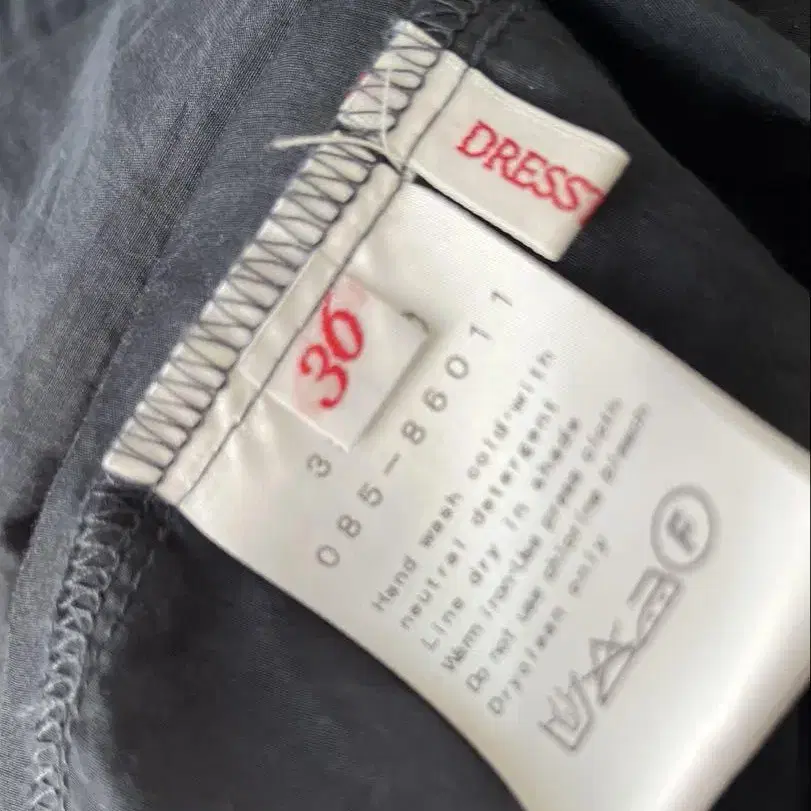 DRESST
36
3
085-86011
Hand wash cold-with
neutral detergent
Line dry in shade
Warm iron-Use press cloth
Do not use chlorine bleach
Dryclean only
F